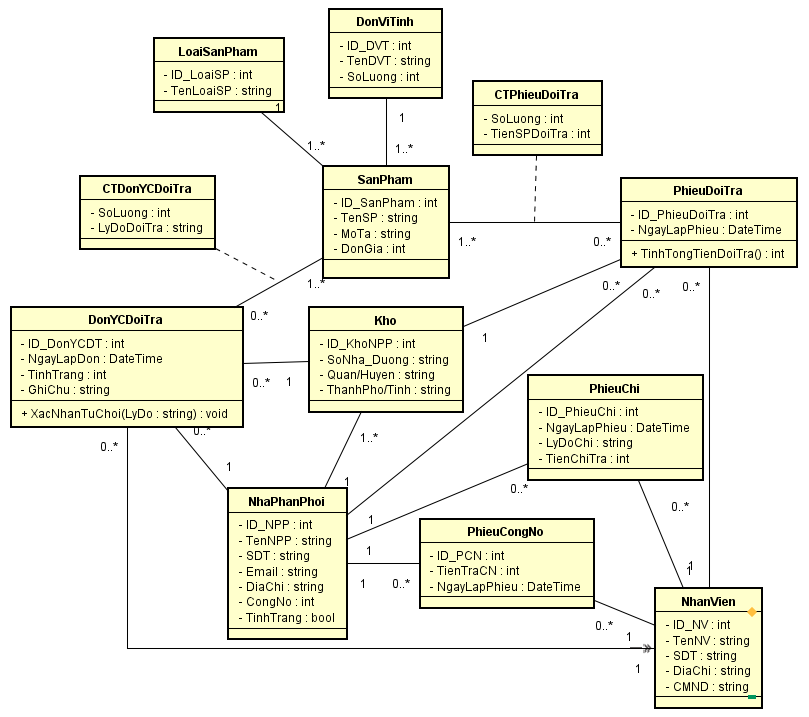 DonViTinh
- ID_DVT : int
- TenDVT : string
- SoLuong : int
LoaiSanPham
- ID_LoaiSP : int
- TenLoaiSP : string
1
1..*
1
1..*
CTPhieuDoiTra
- SoLuong : int
- TienSPDoiTra : int
CTDonYCDoiTra
- SoLuong : int
- LyDoDoiTra : string
SanPham
- ID_SanPham : int
- TenSP : string
- MoTa : string
- DonGia : int
1..*
0..*
PhieuDoiTra
- ID_PhieuDoiTra : int
- NgayLapPhieu : DateTime
+ TinhTongTienDoiTra() : int
1..*
0..*
0..*
0..*
0..*
DonYCDoiTra
- ID_DonYCDT : int
- NgayLapDon : DateTime
- TinhTrang : int
- GhiChu : string
+ XacNhanTuChoi(LyDo : string) : void
Kho
- ID_KhoNPP : int
- SoNha_Duong : string
- Quan/Huyen : string
- ThanhPho/Tinh : string
1
0..*
1
PhieuChi
- ID_PhieuChi : int
- NgayLapPhieu : DateTime
- LyDoChi : string
- TienChiTra : int
0..*
0..*
1..*
1
1
0..*
0..*
NhaPhanPhoi
- ID_NPP : int
- TenNPP : string
- SDT : string
- Email : string
- DiaChi : string
- CongNo : int
- TinhTrang : bool
1
1
1
0..*
PhieuCongNo
- ID_PCN : int
- TienTraCN : int
- NgayLapPhieu : DateTime
0..*
1
1
1
1
NhanVien
- ID_NV : int
- TenNV : string
- SDT : string
- DiaChi : string
- CMND : string